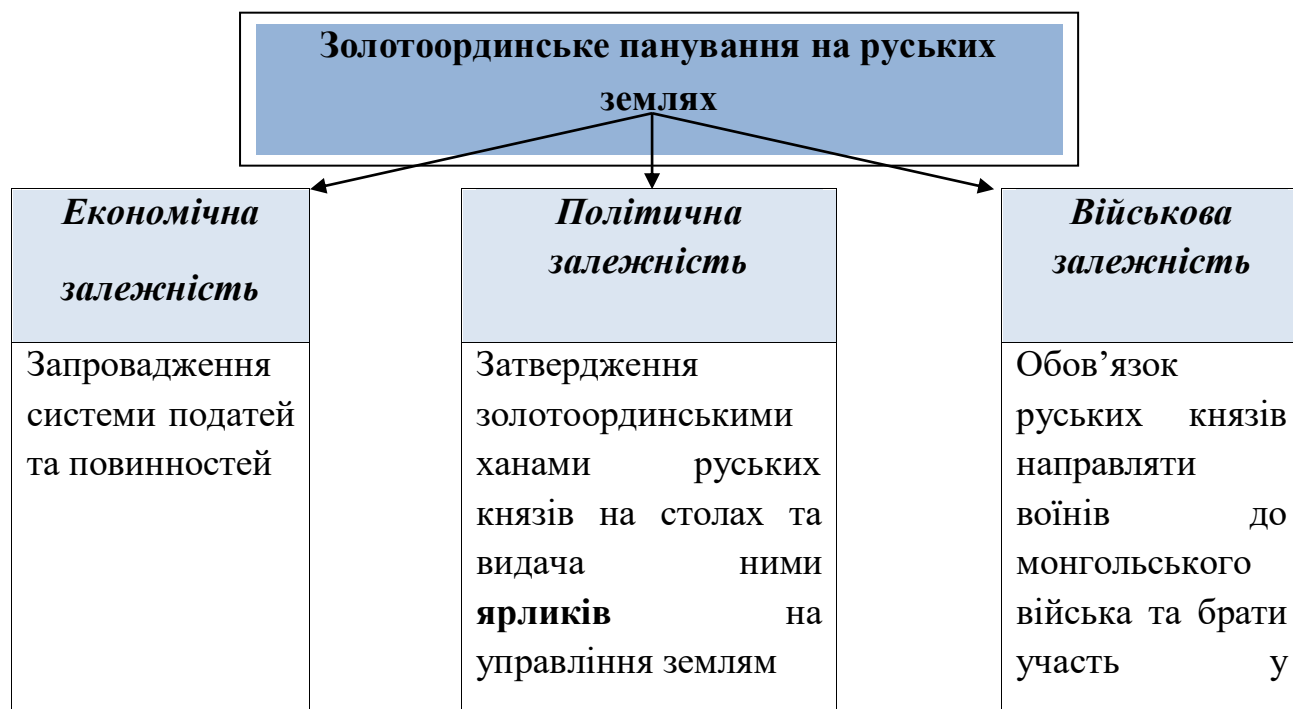 Золотоординське панування на руських
землях
Економічна
залежність
Запровадження
системи податей
та повинностей
Політична
залежність
Затвердження
золотоординськими
ханами руських
князів на столах та
видача ними
ярликів на
управління землям
Військова
залежність
Обов’язок
руських князів
направляти
воїнів до
монгольського
війська та брати
участь у